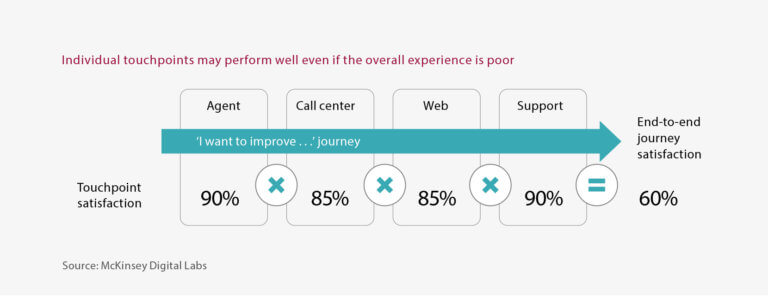 Individual touchpoints may perform well even if the overall experience is poor
Agent
Call center
Web
Support
'I want to improve . . .' journey
End-to-end
journey
satisfaction
Touchpoint
satisfaction
90% × 85% × 85% × 90% = 60%
Source: McKinsey Digital Labs